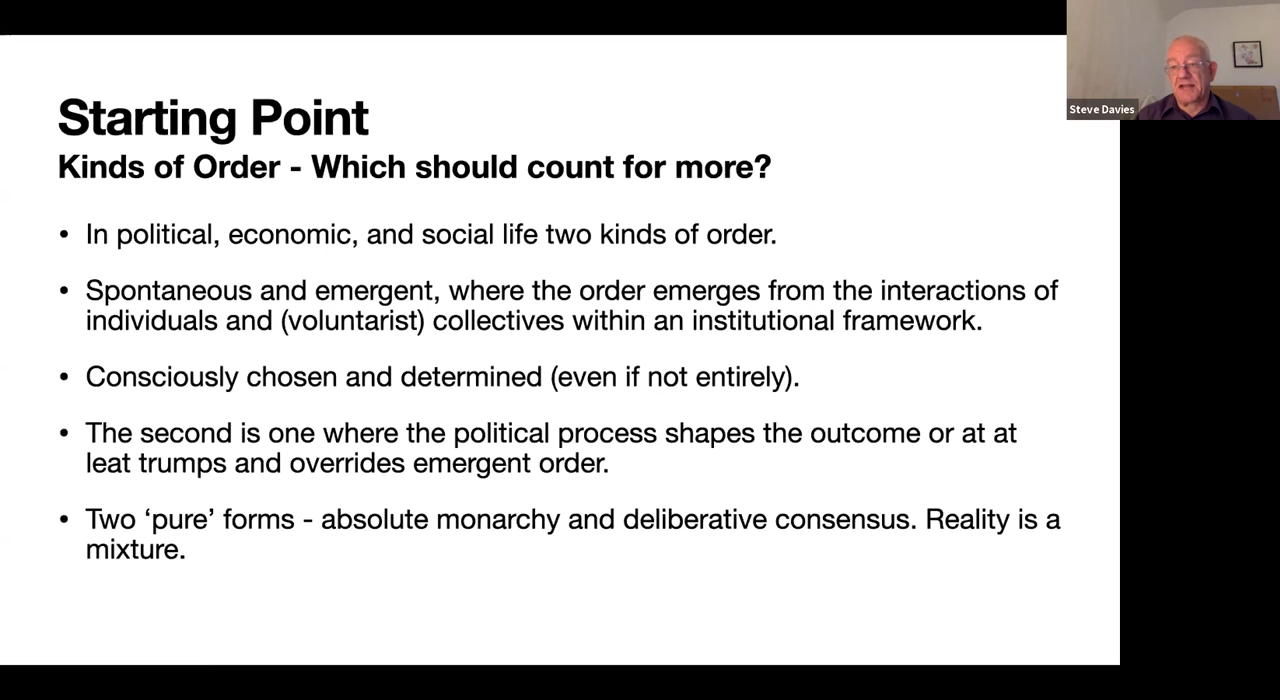 Starting Point
Kinds of Order - Which should count for more?
• In political, economic, and social life two kinds of order.
• Spontaneous and emergent, where the order emerges from the interactions of
individuals and (voluntarist) collectives within an institutional framework.
• Consciously chosen and determined (even if not entirely).
• The second is one where the political process shapes the outcome or at at
leat trumps and overrides emergent order.
• Two ‘pure’ forms - absolute monarchy and deliberative consensus. Reality is a
mixture.
Steve Davies